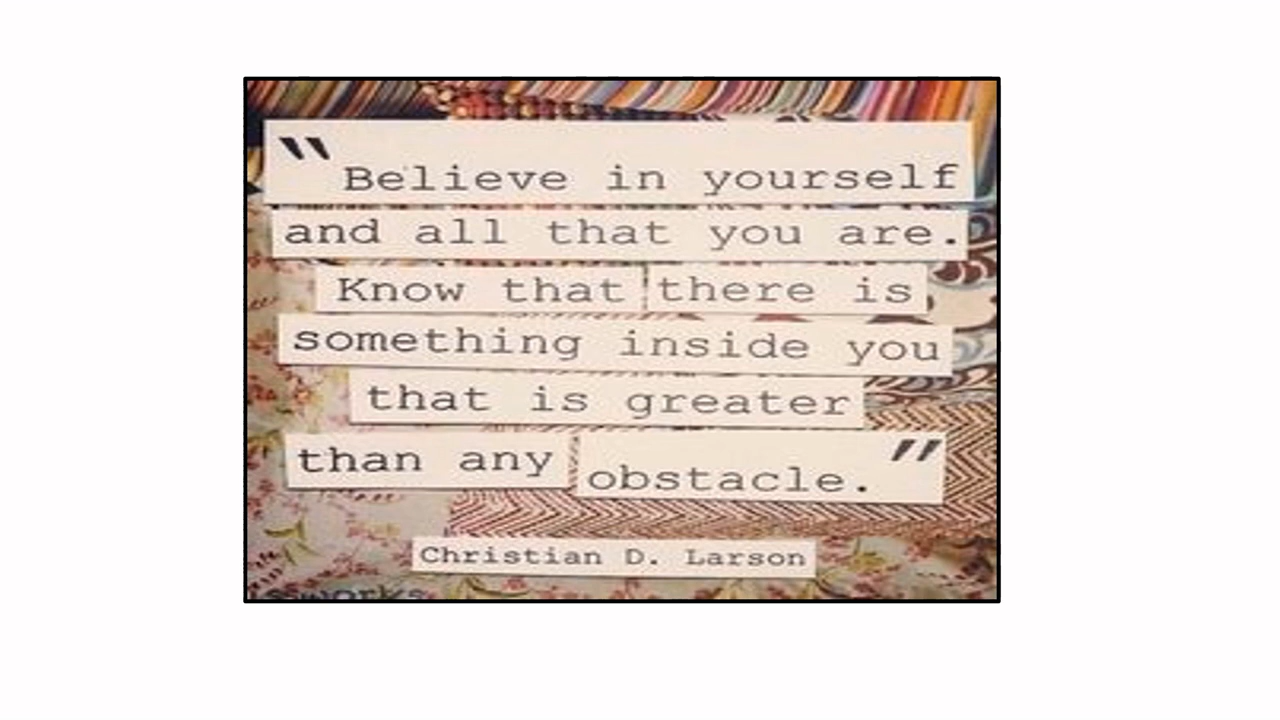 "Believe in yourself
and all that you are.
Know that there is
something inside you
that is greater
than any obstacle."
Christian D. Larson
works